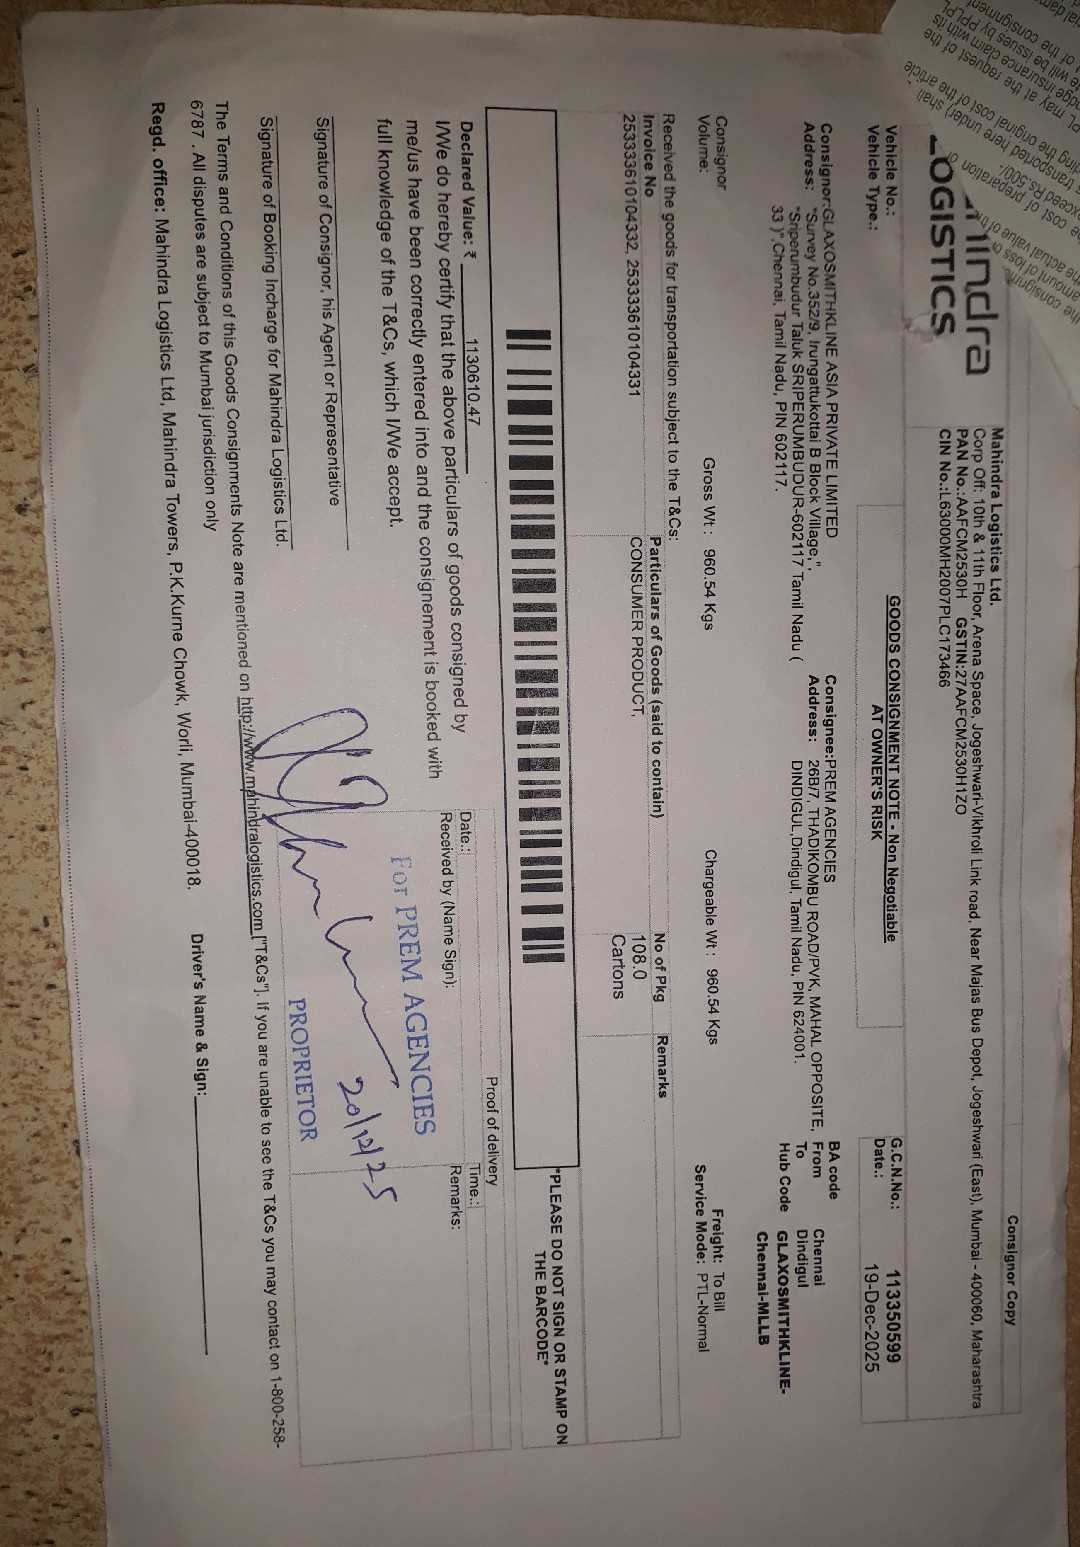 Consignor Copy
LOGISTICS
Mahindra Logistics Ltd.
Corp Off: 10th & 11th Floor, Arena Space, Jogeshwari-Vikhroli Link road, Near Majas Bus Depot, Jogeshwari (East), Mumbai - 400060, Maharashtra
PAN No.:AAFCM2530H GSTIN:27AAFCM2530H1ZO
CIN No.:L63000MH2007PLC173466
Vehicle No.:
Vehicle Type.:
GOODS CONSIGNMENT NOTE - Non Negotiable
AT OWNER'S RISK
G.C.N.No.: 113350599
Date.: 19-Dec-2025
Consignor:GLAXOSMITHKLINE ASIA PRIVATE LIMITED
Address: "Survey No.352/9, Irungattukottai B Block Village,",
"Sriperumbudur Taluk SRIPERUMBUDUR-602117 Tamil Nadu (
33 )",Chennai, Tamil Nadu, PIN 602117.
Consignee:PREM AGENCIES
Address: 26B/7, THADIKOMBU ROAD/PVK, MAHAL OPPOSITE,
DINDIGUL,Dindigul, Tamil Nadu, PIN 624001.
BA code
From Chennai
To Dindigul
Hub Code GLAXOSMITHKLINE-
Chennai-MLLB
Consignor
Volume:
Gross Wt : 960.54 Kgs
Chargeable Wt : 960.54 Kgs
Freight: To Bill
Service Mode: PTL-Normal
Received the goods for transportation subject to the T&Cs:
Invoice No Particulars of Goods (said to contain) No of Pkg Remarks
253333610104332, 253333610104331 CONSUMER PRODUCT, 108.0
Cartons
"PLEASE DO NOT SIGN OR STAMP ON
THE BARCODE"
Declared Value: ₹ 1130610.47
I/We do hereby certify that the above particulars of goods consigned by
me/us have been correctly entered into and the consignement is booked with
full knowledge of the T&Cs, which I/We accept.
Signature of Consignor, his Agent or Representative
Signature of Booking Incharge for Mahindra Logistics Ltd.
Proof of delivery
Date.: Time.:
Received by (Name Sign): Remarks:
For PREM AGENCIES
20/12/25
PROPRIETOR
The Terms and Conditions of this Goods Consignments Note are mentioned on http://www.mahindralogistics.com ["T&Cs"]. If you are unable to see the T&Cs you may contact on 1-800-258-
6787 . All disputes are subject to Mumbai jurisdiction only
Driver's Name & Sign:
Regd. office: Mahindra Logistics Ltd, Mahindra Towers, P.K.Kurne Chowk, Worli, Mumbai-400018.